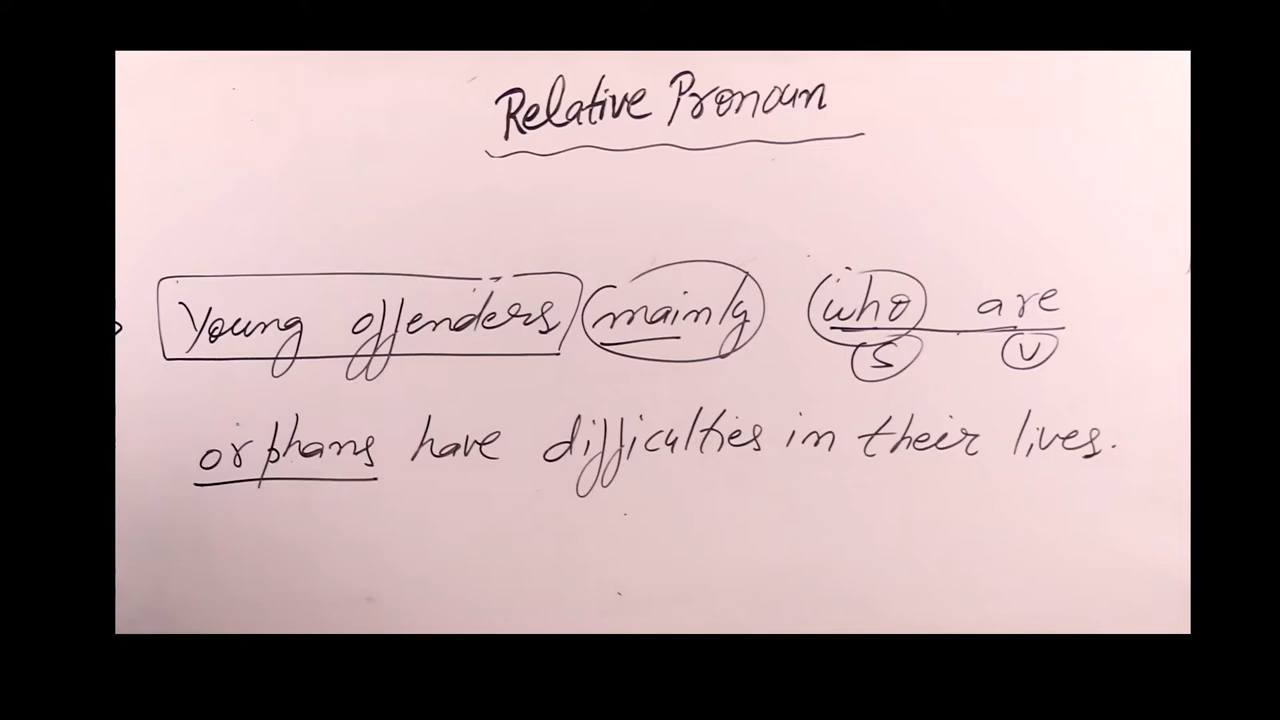 Relative Pronoun
Young offenders mainly who are
S V
orphans have difficulties in their lives.